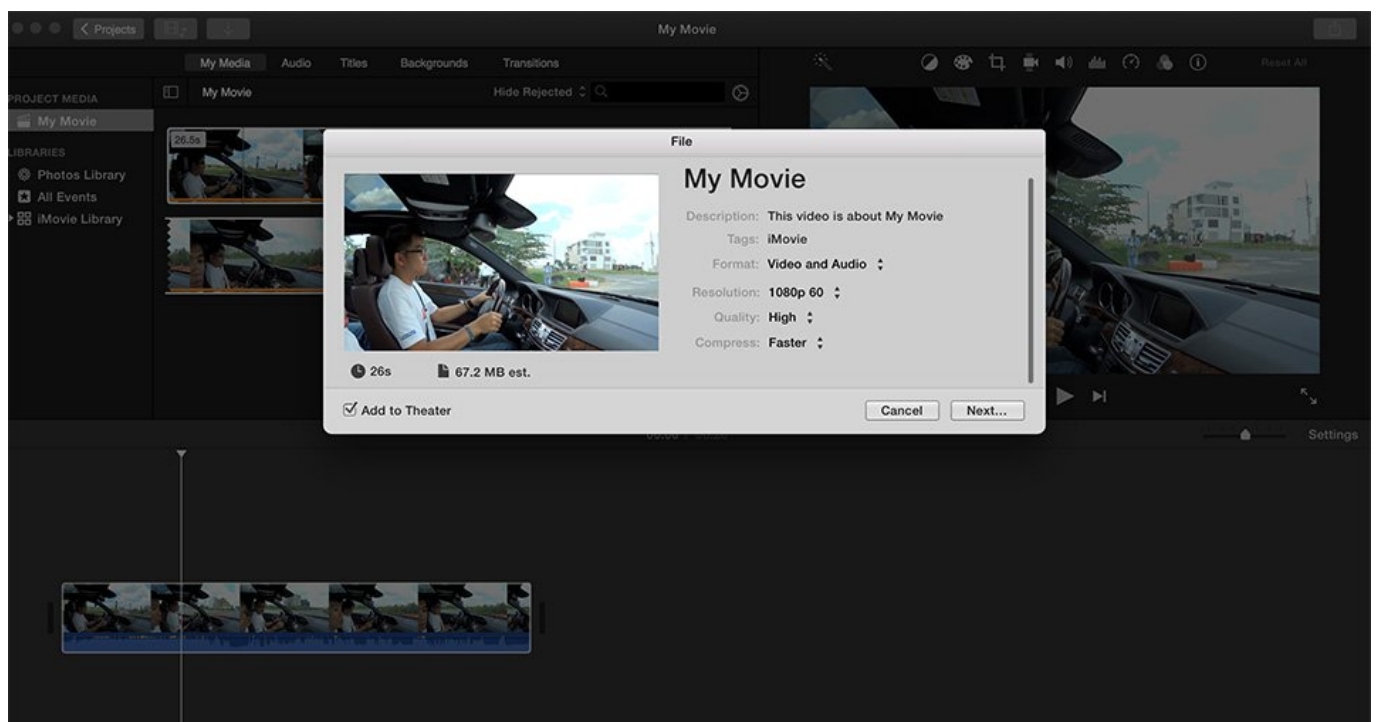 Projects
My Movie
My Media Audio Titles Backgrounds Transitions
Reset All
PROJECT MEDIA
My Movie
Hide Rejected
My Movie
LIBRARIES
Photos Library
All Events
iMovie Library
26.5s
File
My Movie
Description: This video is about My Movie
Tags: iMovie
Format: Video and Audio
Resolution: 1080p 60
Quality: High
Compress: Faster
26s 67.2 MB est.
Add to Theater
Cancel Next...
Settings